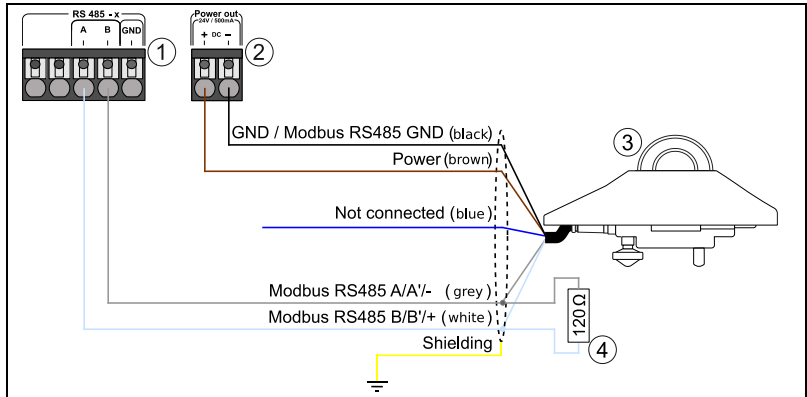 RS 485 - x
A B GND
1
Power out
24V / 500mA
+ DC −
2
3
GND / Modbus RS485 GND (black)
Power (brown)
Not connected (blue)
Modbus RS485 A/A'/- (grey)
Modbus RS485 B/B'/+ (white)
Shielding
120 Ω
4